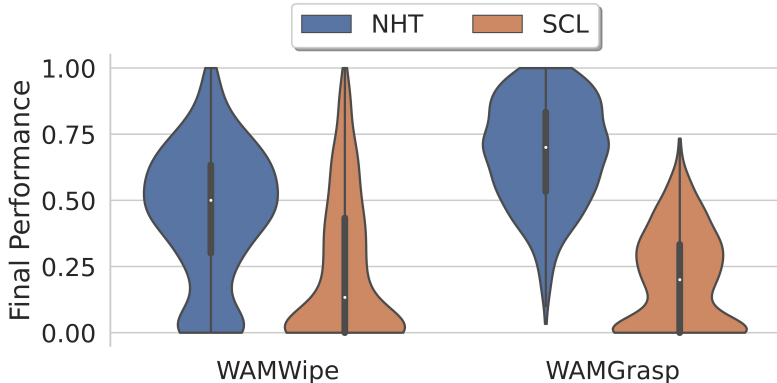 NHT SCL
1.00
0.75
0.50
0.25
0.00
Final Performance
WAMWipe WAMGrasp